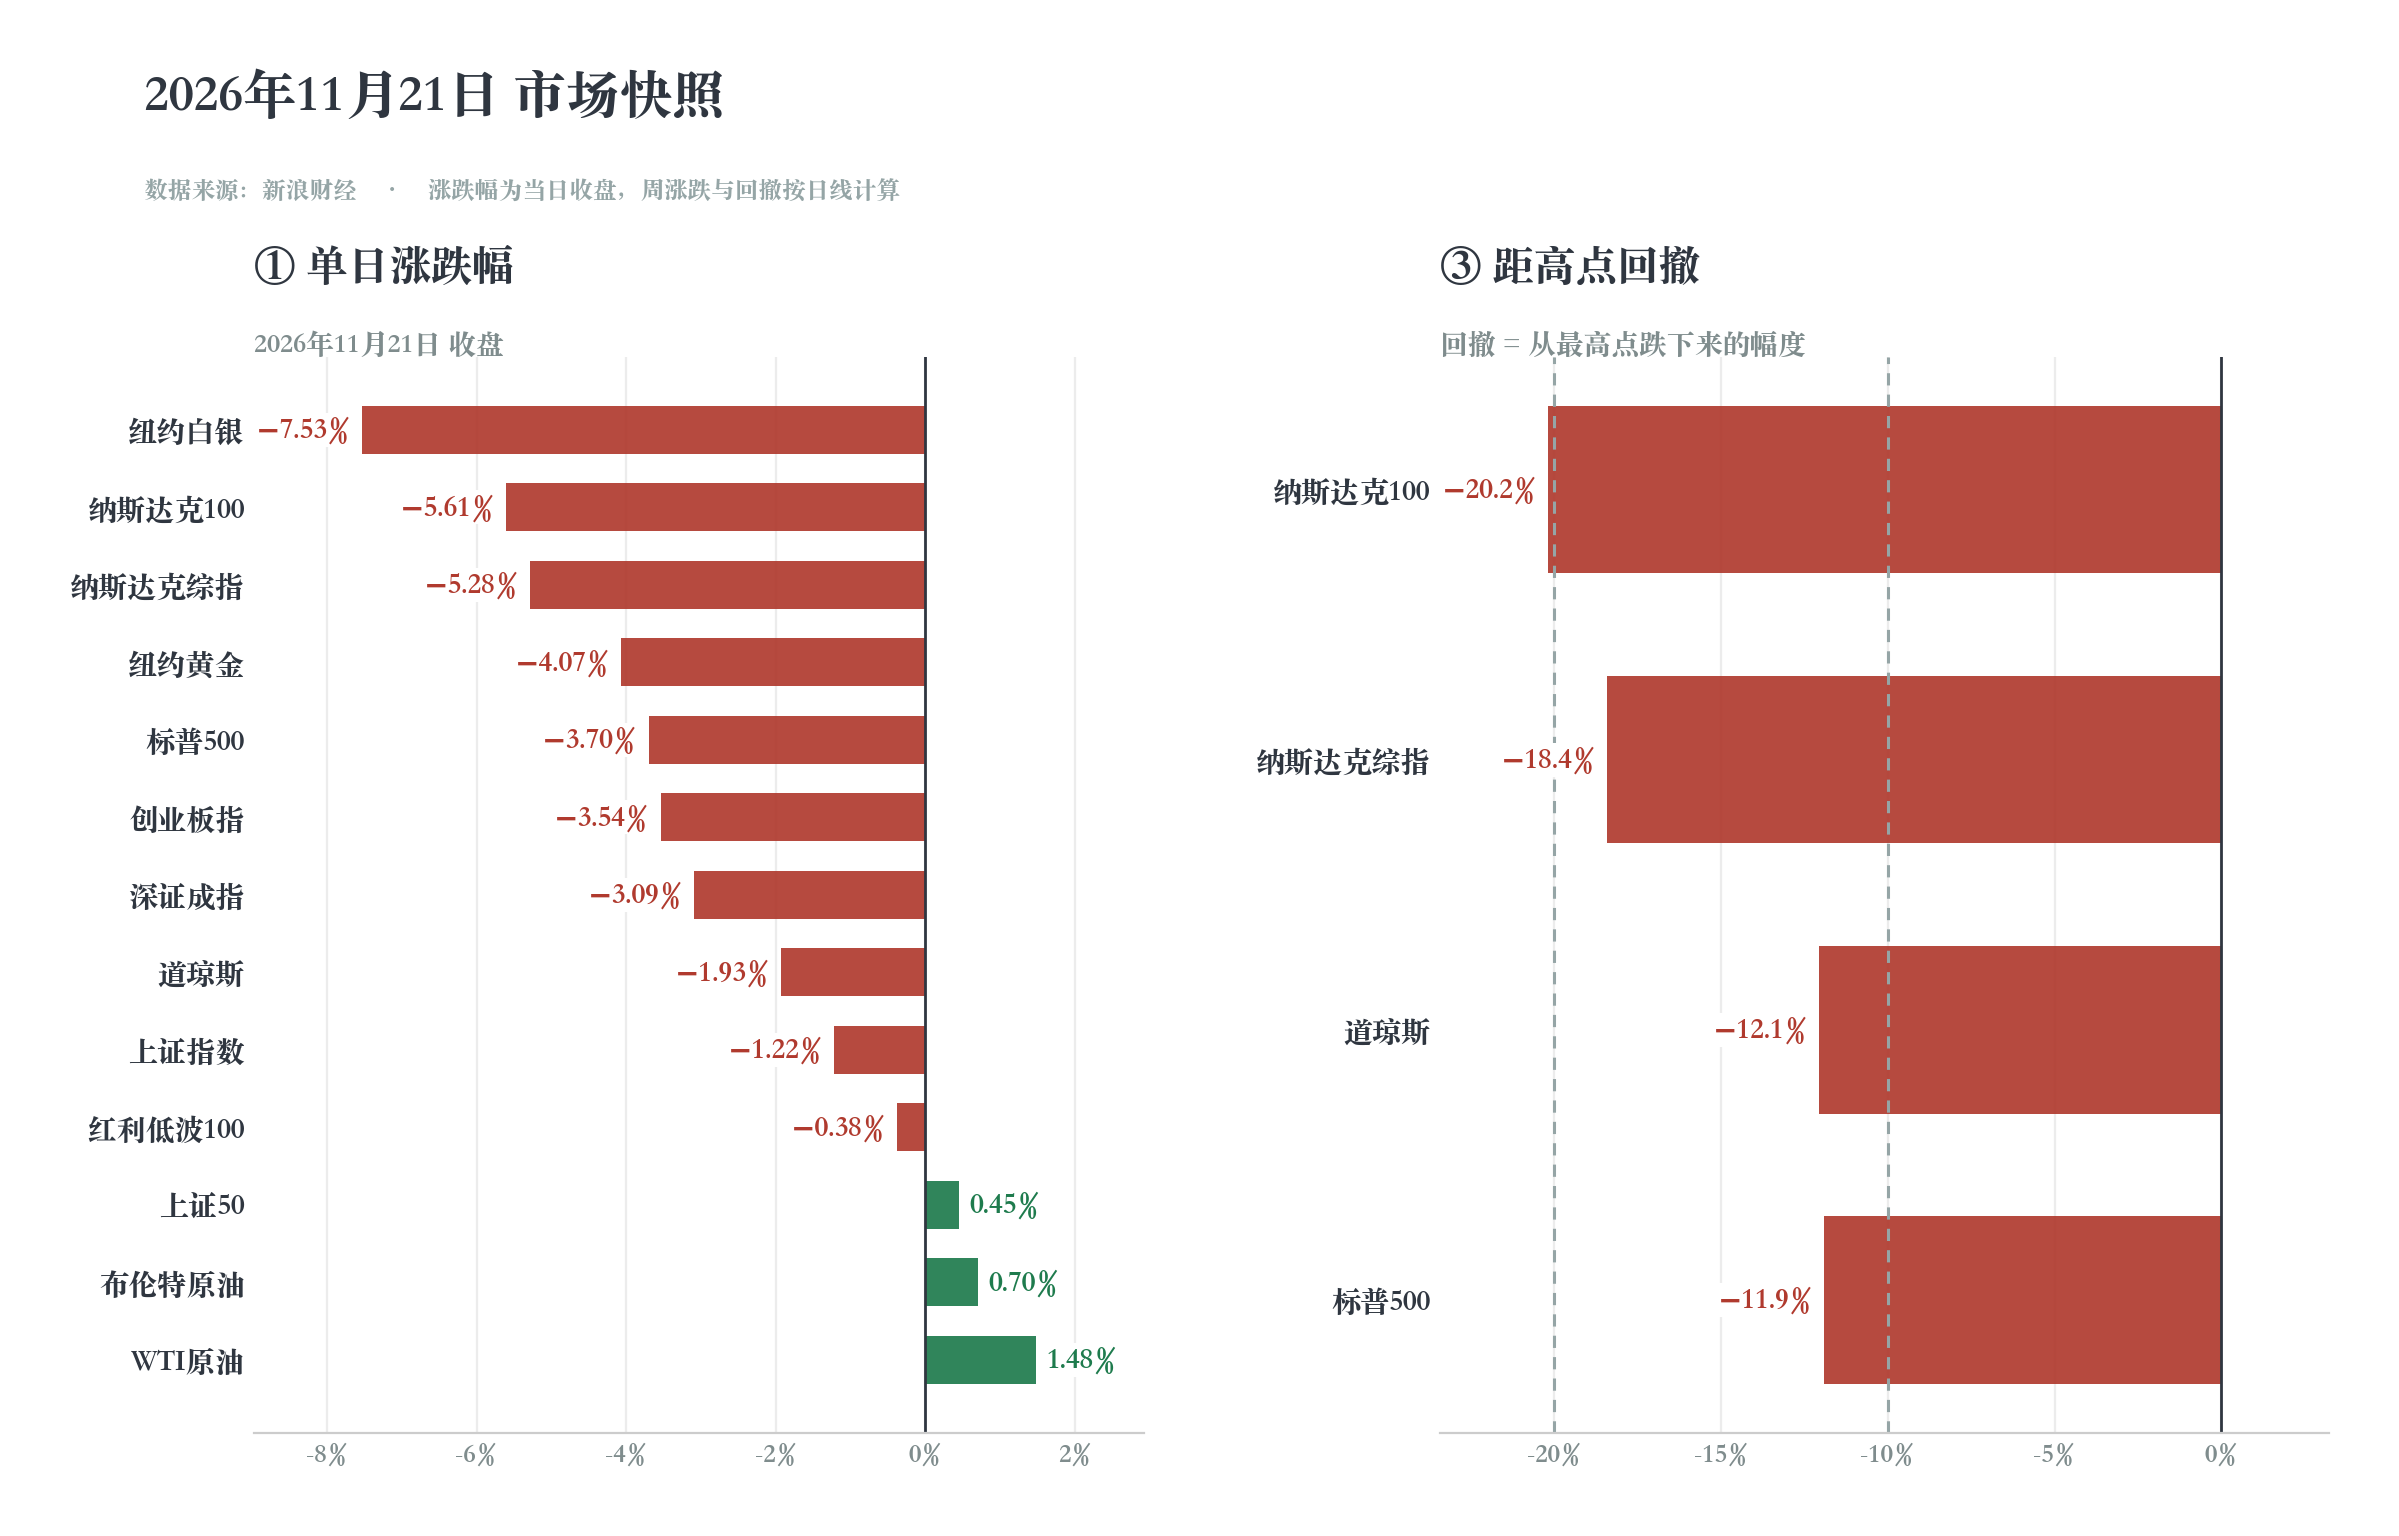 2026年11月21日 市场快照
数据来源：新浪财经 · 涨跌幅为当日收盘，周涨跌与回撤按日线计算
① 单日涨跌幅
2026年11月21日 收盘
纽约白银 −7.53%
纳斯达克100 −5.61%
纳斯达克综指 −5.28%
纽约黄金 −4.07%
标普500 −3.70%
创业板指 −3.54%
深证成指 −3.09%
道琼斯 −1.93%
上证指数 −1.22%
红利低波100 −0.38%
上证50 0.45%
布伦特原油 0.70%
WTI原油 1.48%
-8% -6% -4% -2% 0% 2%
③ 距高点回撤
回撤 = 从最高点跌下来的幅度
纳斯达克100 −20.2%
纳斯达克综指 −18.4%
道琼斯 −12.1%
标普500 −11.9%
-20% -15% -10% -5% 0%